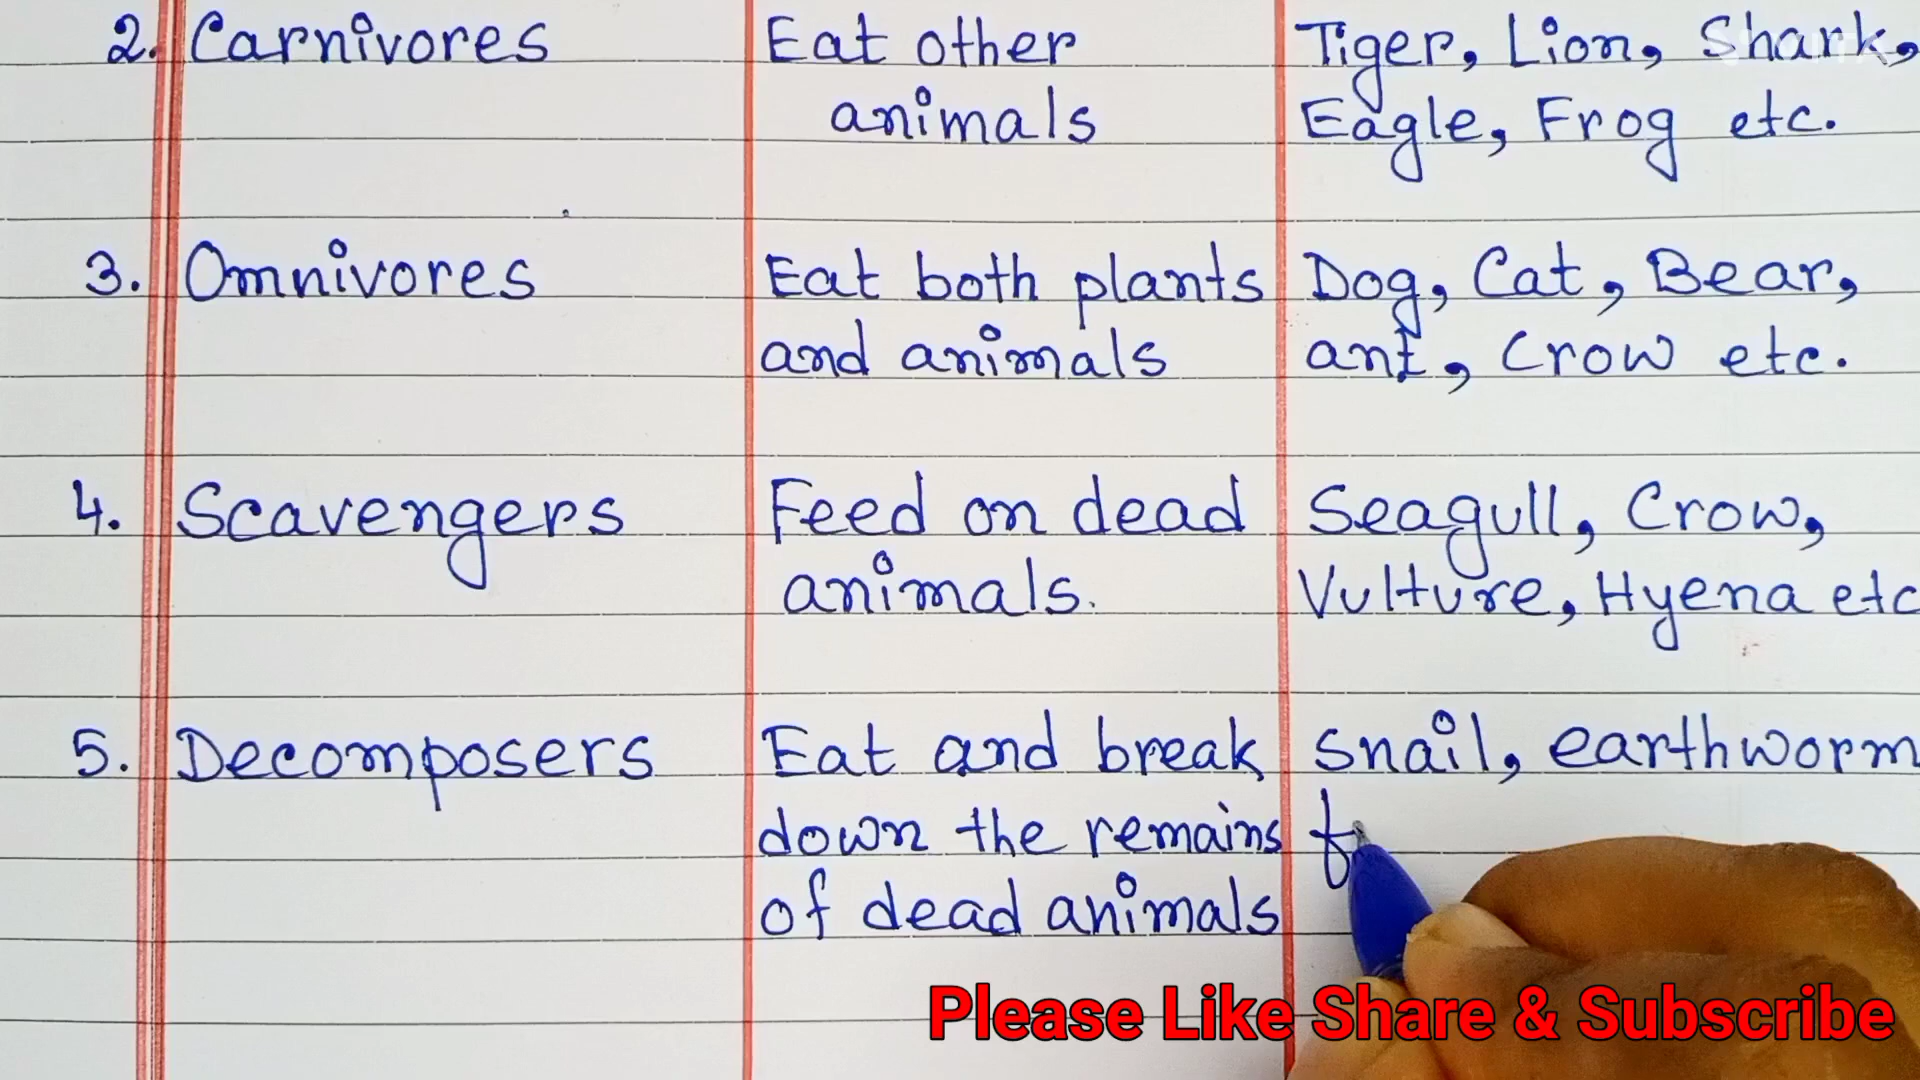 2. Carnivores Eat other Tiger, Lion, Shark,
animals Eagle, Frog etc.
3. Omnivores Eat both plants Dog, Cat, Bear,
and animals ant, Crow etc.
4. Scavengers Feed on dead Seagull, Crow,
animals. Vulture, Hyena etc
5. Decomposers Eat and break snail, earthworm
down the remains f
of dead animals
Please Like Share & Subscribe